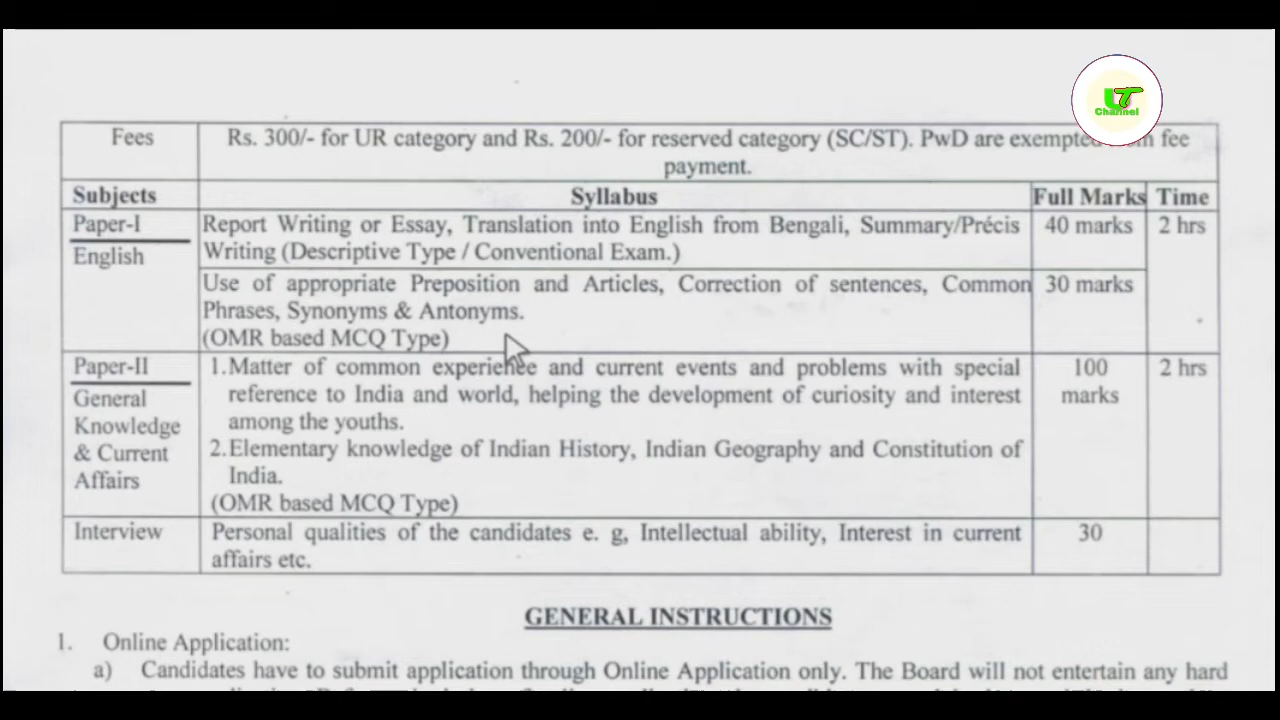 UT
Channel
Fees
Rs. 300/- for UR category and Rs. 200/- for reserved category (SC/ST). PwD are exempte m fee
payment.
Subjects
Syllabus
Full Marks
Time
Paper-I
English
Report Writing or Essay, Translation into English from Bengali, Summary/Précis
Writing (Descriptive Type / Conventional Exam.)
40 marks
2 hrs
Use of appropriate Preposition and Articles, Correction of sentences, Common
Phrases, Synonyms & Antonyms.
(OMR based MCQ Type)
30 marks
Paper-II
General
Knowledge
& Current
Affairs
1.Matter of common experience and current events and problems with special
reference to India and world, helping the development of curiosity and interest
among the youths.
2.Elementary knowledge of Indian History, Indian Geography and Constitution of
India.
(OMR based MCQ Type)
100
marks
2 hrs
Interview
Personal qualities of the candidates e. g, Intellectual ability, Interest in current
affairs etc.
30
GENERAL INSTRUCTIONS
1. Online Application:
a) Candidates have to submit application through Online Application only. The Board will not entertain any hard